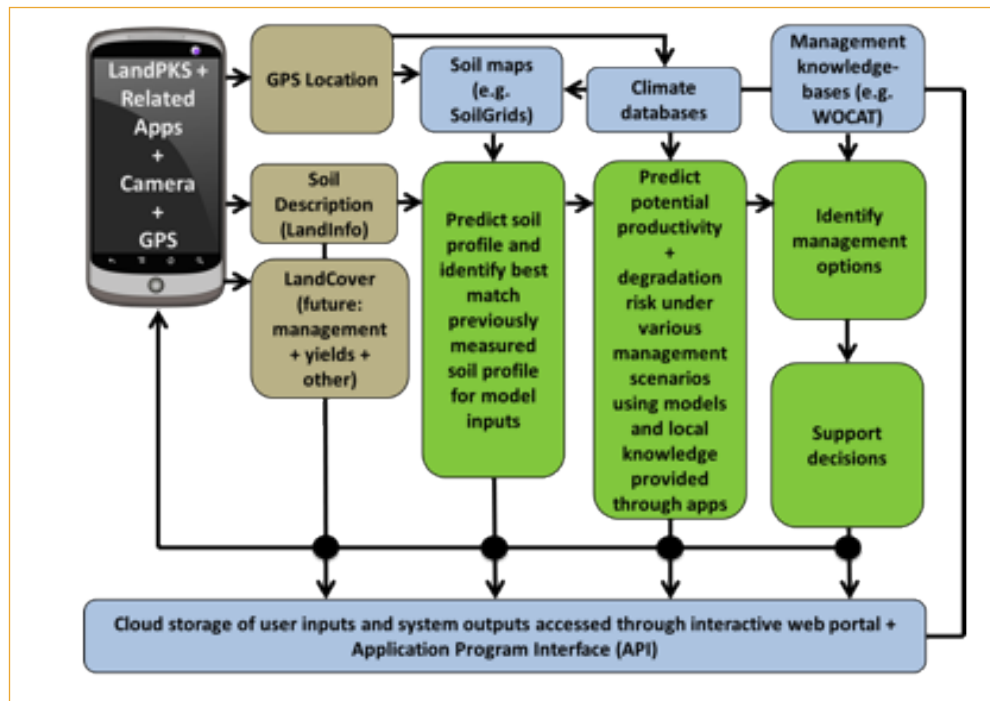 LandPKS +
Related
Apps
+
Camera
+
GPS
GPS Location
Soil maps
(e.g.
SoilGrids)
Climate
databases
Management
knowledge-
bases (e.g.
WOCAT)
Soil
Description
(LandInfo)
LandCover
(future:
management
+ yields +
other)
Predict soil
profile and
identify best
match
previously
measured
soil profile
for model
inputs
Predict
potential
productivity
+
degradation
risk under
various
management
scenarios
using models
and local
knowledge
provided
through apps
Identify
management
options
Support
decisions
Cloud storage of user inputs and system outputs accessed through interactive web portal +
Application Program Interface (API)